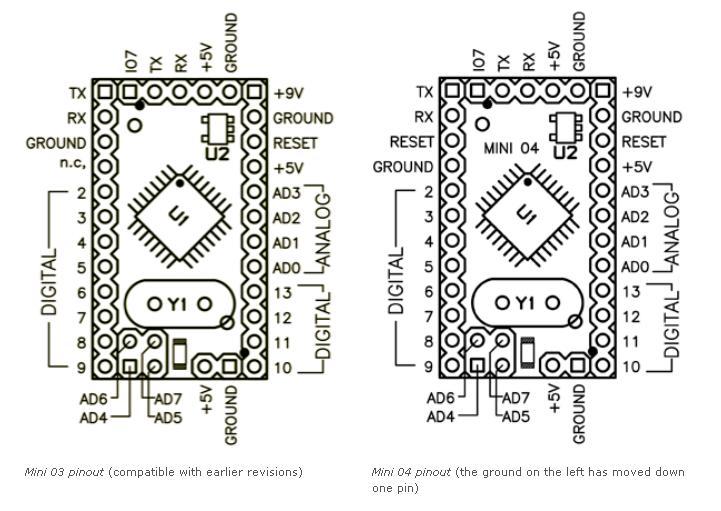 IO7 TX RX +5V GROUND
TX +9V
RX GROUND
GROUND RESET
n.c, +5V
U2
2 AD3
3 AD2
4 AD1
5 AD0
ANALOG
6 13
7 12
8 11
9 10
DIGITAL
DIGITAL
Y1
AD6 AD7
AD4 AD5
+5V GROUND
Mini 03 pinout (compatible with earlier revisions)
IO7 TX RX +5V GROUND
TX +9V
RX GROUND
RESET RESET
GROUND +5V
MINI 04 U2
2 AD3
3 AD2
4 AD1
5 AD0
ANALOG
6 13
7 12
8 11
9 10
DIGITAL
DIGITAL
Y1
AD6 AD7
AD4 AD5
+5V GROUND
Mini 04 pinout (the ground on the left has moved down
one pin)